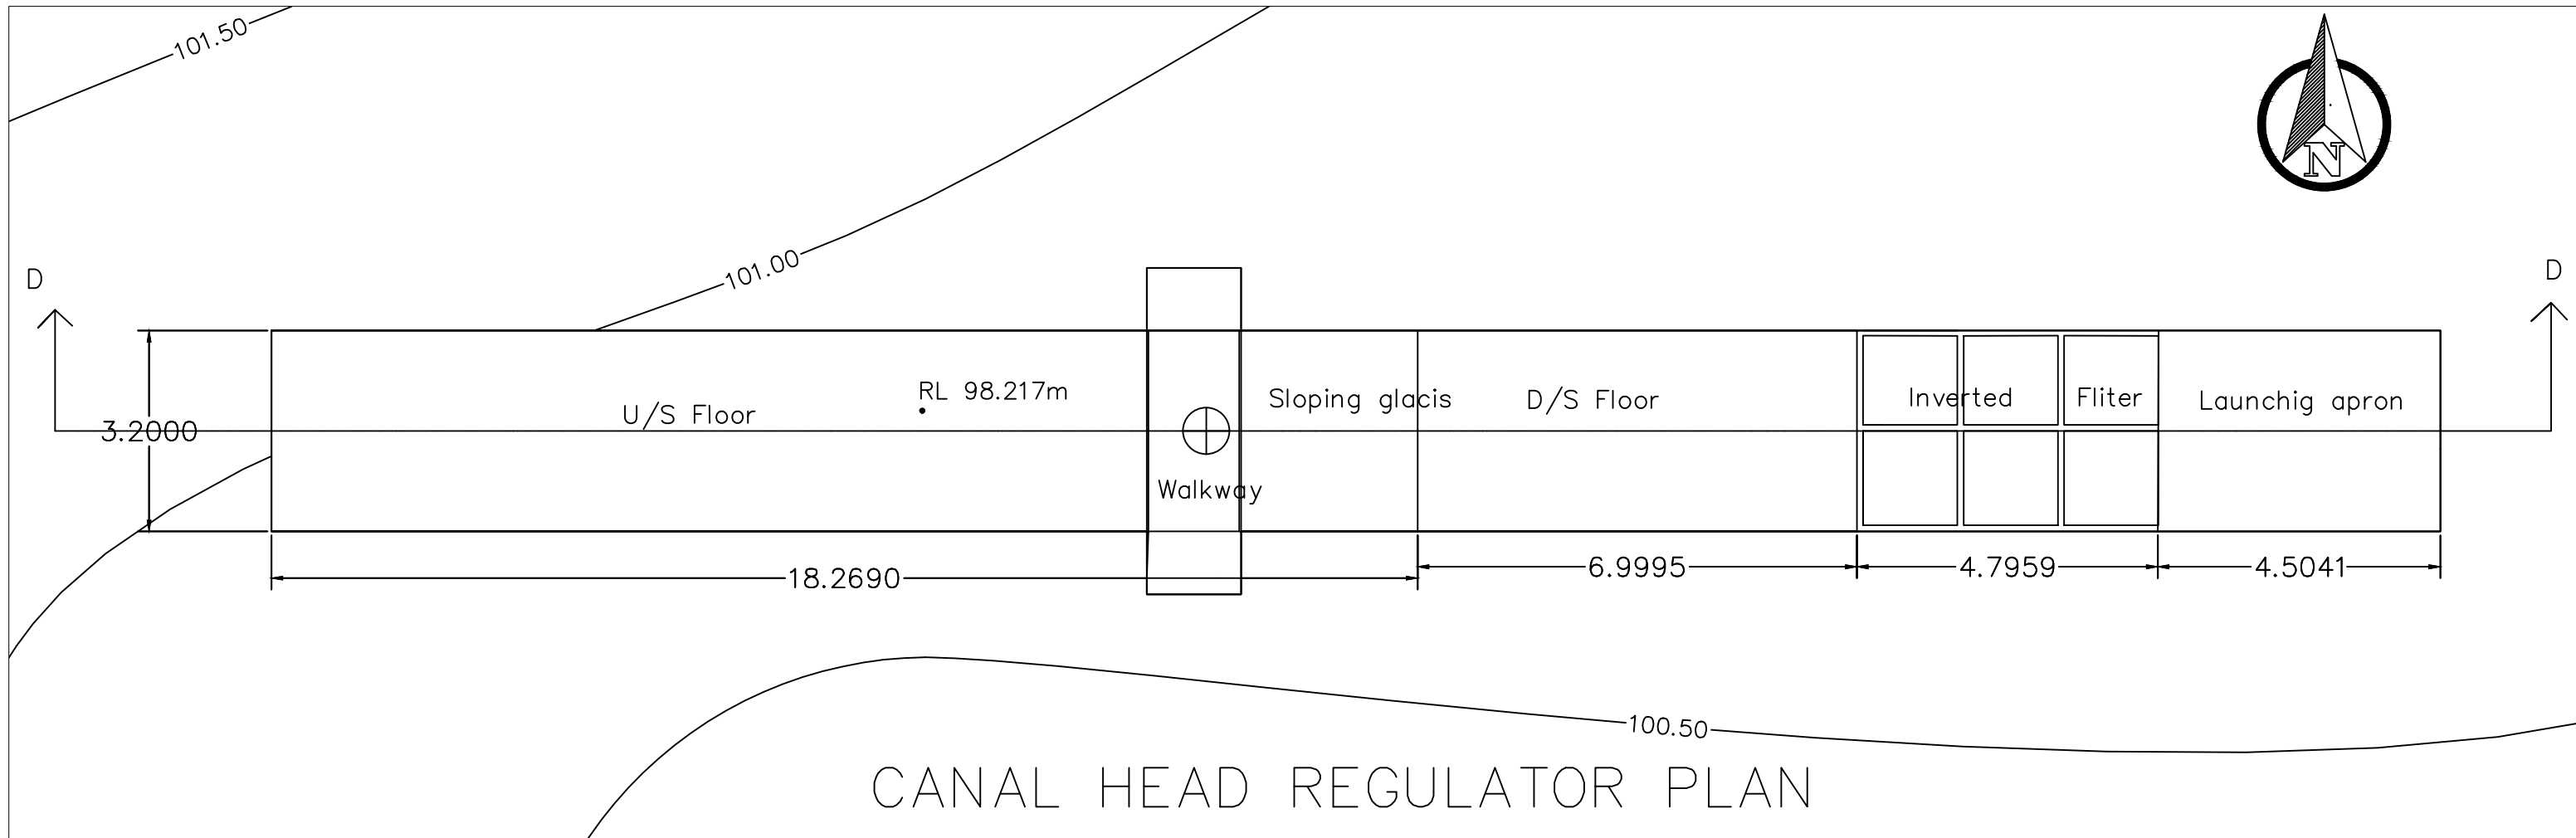 101.50
N
101.00
D
D
RL 98.217m
U/S Floor
Sloping glacis
D/S Floor
Inverted Fliter
Launchig apron
3.2000
Walkway
18.2690
6.9995
4.7959
4.5041
100.50
CANAL HEAD REGULATOR PLAN